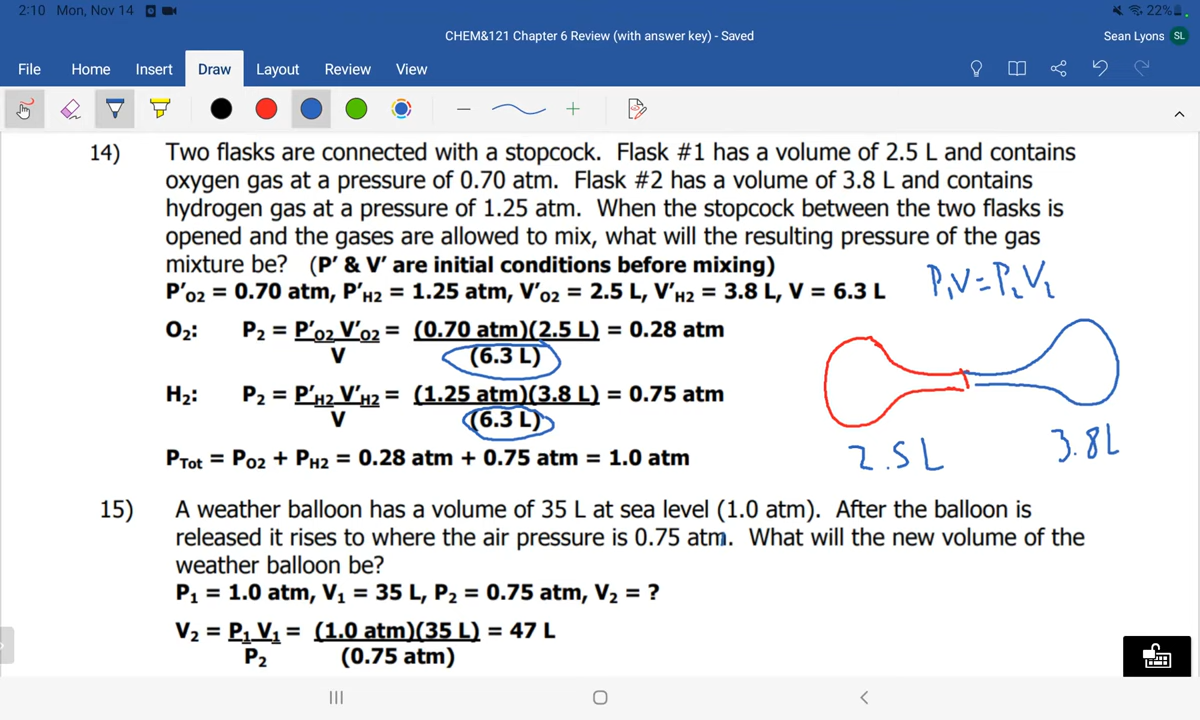 2:10 Mon, Nov 14
22%
CHEM&121 Chapter 6 Review (with answer key) - Saved
Sean Lyons SL
File Home Insert Draw Layout Review View
14) Two flasks are connected with a stopcock. Flask #1 has a volume of 2.5 L and contains
oxygen gas at a pressure of 0.70 atm. Flask #2 has a volume of 3.8 L and contains
hydrogen gas at a pressure of 1.25 atm. When the stopcock between the two flasks is
opened and the gases are allowed to mix, what will the resulting pressure of the gas
mixture be? (P’ & V’ are initial conditions before mixing)
P’O2 = 0.70 atm, P’H2 = 1.25 atm, V’O2 = 2.5 L, V’H2 = 3.8 L, V = 6.3 L
P₁V=P₂V₂
O₂: P₂ = P’O2 V’O2 = (0.70 atm)(2.5 L) = 0.28 atm
V (6.3 L)
H₂: P₂ = P’H2 V’H2 = (1.25 atm)(3.8 L) = 0.75 atm
V (6.3 L)
2.5L 3.8L
PTot = PO2 + PH2 = 0.28 atm + 0.75 atm = 1.0 atm
15) A weather balloon has a volume of 35 L at sea level (1.0 atm). After the balloon is
released it rises to where the air pressure is 0.75 atm. What will the new volume of the
weather balloon be?
P₁ = 1.0 atm, V₁ = 35 L, P₂ = 0.75 atm, V₂ = ?
V₂ = P₁ V₁ = (1.0 atm)(35 L) = 47 L
P₂ (0.75 atm)